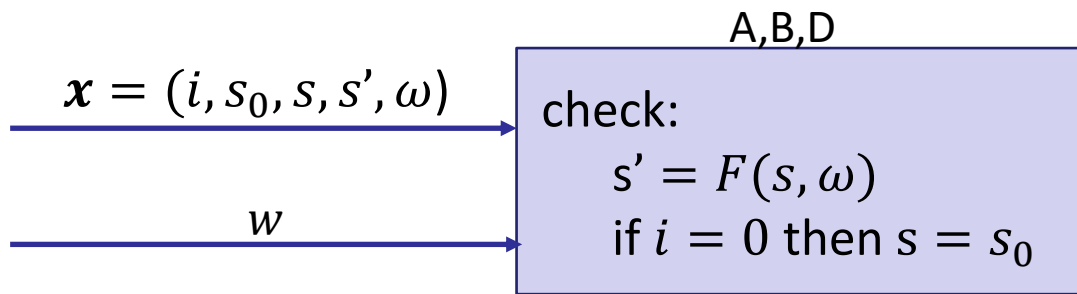 A,B,D
𝒙 = (𝑖, 𝑠₀, 𝑠, 𝑠’, 𝜔)
𝑤
check:
s’ = 𝐹(𝑠, 𝜔)
if 𝑖 = 0 then s = 𝑠₀